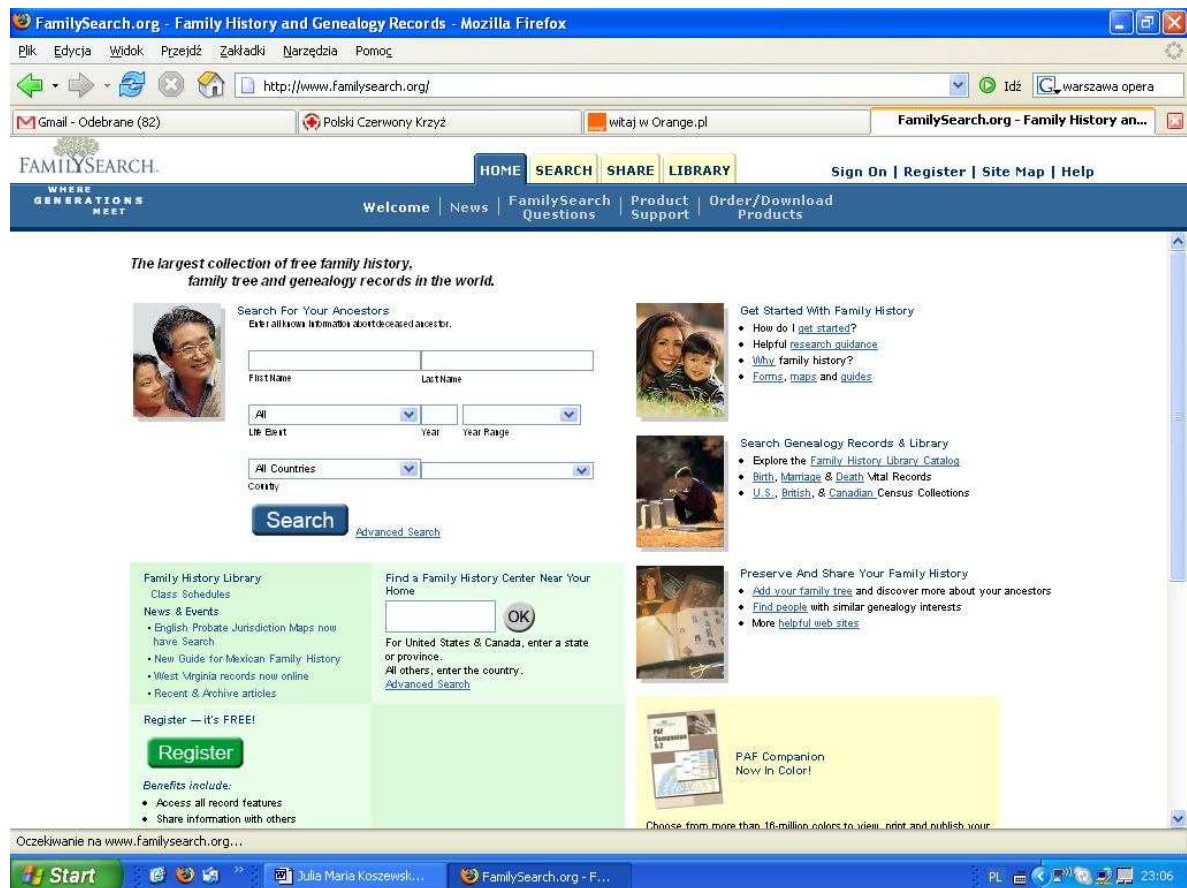 FamilySearch.org - Family History and Genealogy Records - Mozilla Firefox
Plik Edycja Widok Przejdź Zakładki Narzędzia Pomoc
http://www.familysearch.org/ Idź warszawa opera
Gmail - Odebrane (82) Polski Czerwony Krzyż witaj w Orange.pl FamilySearch.org - Family History an...
FAMILYSEARCH.
HOME SEARCH SHARE LIBRARY
Sign On | Register | Site Map | Help
WHERE
GENERATIONS
MEET
Welcome | News | FamilySearch Questions | Product Support | Order/Download Products
The largest collection of free family history,
family tree and genealogy records in the world.
Search For Your Ancestors
Enter all known information about deceased ancestor.
First Name Last Name
All
Life Event Year Year Range
All Countries
Country
Search Advanced Search
Get Started With Family History
• How do I get started?
• Helpful research guidance
• Why family history?
• Forms, maps and guides
Search Genealogy Records & Library
• Explore the Family History Library Catalog
• Birth, Marriage & Death Vital Records
• U.S., British, & Canadian Census Collections
Preserve And Share Your Family History
• Add your family tree and discover more about your ancestors
• Find people with similar genealogy interests
• More helpful web sites
Family History Library
Class Schedules
News & Events
• English Probate Jurisdiction Maps now
have Search
• New Guide for Mexican Family History
• West Virginia records now online
• Recent & Archive articles
Find a Family History Center Near Your
Home
OK
For United States & Canada, enter a state
or province.
All others, enter the country.
Advanced Search
Register — it's FREE!
Register
Benefits include:
• Access all record features
• Share information with others
PAF
Companion
5.2
PAF Companion
Now In Color!
Choose from more than 16-million colors to view, print and publish your
Oczekiwanie na www.familysearch.org...
Start Julia Maria Koszewsk... FamilySearch.org - F... PL 23:06